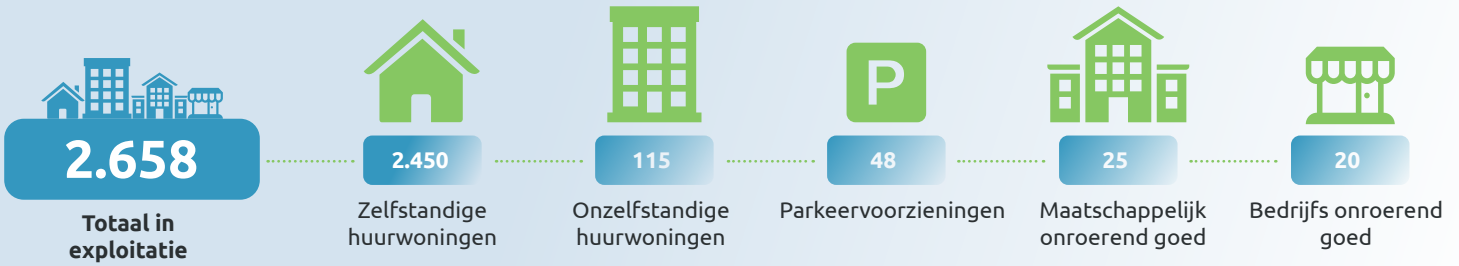 2.658
Totaal in
exploitatie
2.450
Zelfstandige
huurwoningen
115
Onzelfstandige
huurwoningen
P
48
Parkeervoorzieningen
25
Maatschappelijk
onroerend goed
20
Bedrijfs onroerend
goed